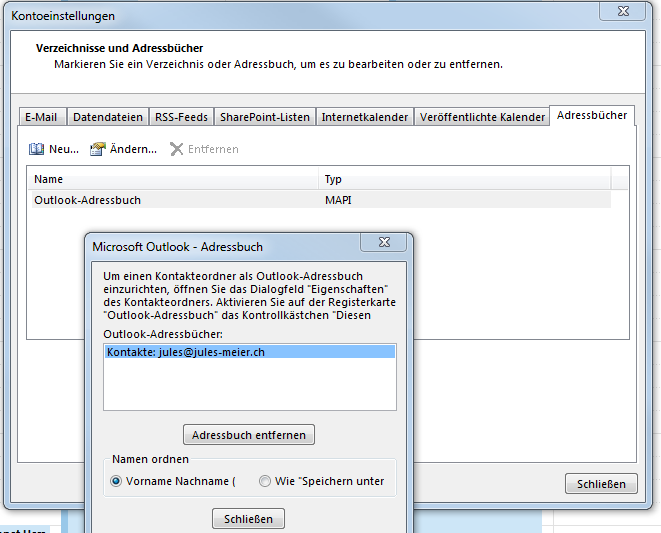 Kontoeinstellungen
Verzeichnisse und Adressbücher
Markieren Sie ein Verzeichnis oder Adressbuch, um es zu bearbeiten oder zu entfernen.
E-Mail Datendateien RSS-Feeds SharePoint-Listen Internetkalender Veröffentlichte Kalender Adressbücher
Neu... Ändern... Entfernen
Name Typ
Outlook-Adressbuch MAPI
Microsoft Outlook - Adressbuch
Um einen Kontakteordner als Outlook-Adressbuch
einzurichten, öffnen Sie das Dialogfeld "Eigenschaften"
des Kontakteordners. Aktivieren Sie auf der Registerkarte
"Outlook-Adressbuch" das Kontrollkästchen "Diesen
Outlook-Adressbücher:
Kontakte: jules@jules-meier.ch
Adressbuch entfernen
Namen ordnen
Vorname Nachname ( Wie "Speichern unter
Schließen
Schließen